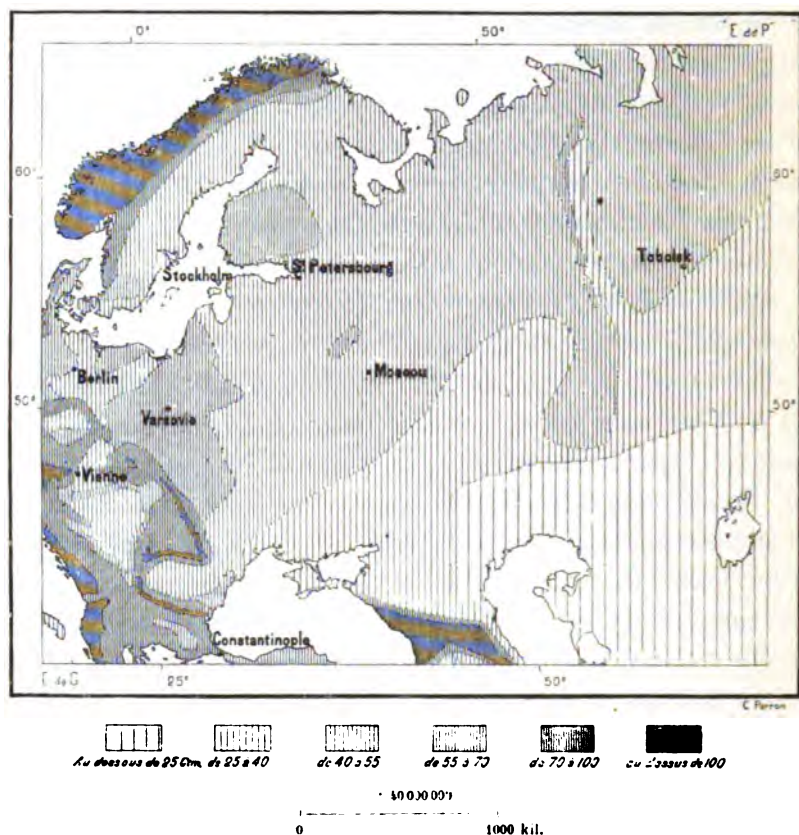 0° 50° "E de P"
60° 60°
Tobolsk
Stockholm St Petersbourg
Berlin Moscou
50° 50°
Varsovie
Vienne
Constantinople
E de G 25° 50°
C Perron
Au dessous de 25 Ctm. de 25 à 40 de 40 à 55 de 55 à 70 de 70 à 100 au dessus de 100
0 1000 kil.